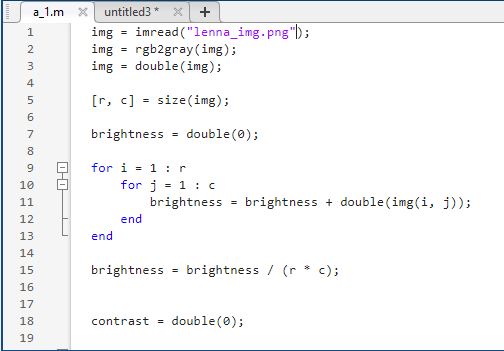 a_1.m × untitled3 * × +
1 img = imread("lenna_img.png");
2 img = rgb2gray(img);
3 img = double(img);
4
5 [r, c] = size(img);
6
7 brightness = double(0);
8
9 for i = 1 : r
10 for j = 1 : c
11 brightness = brightness + double(img(i, j));
12 end
13 end
14
15 brightness = brightness / (r * c);
16
17
18 contrast = double(0);
19